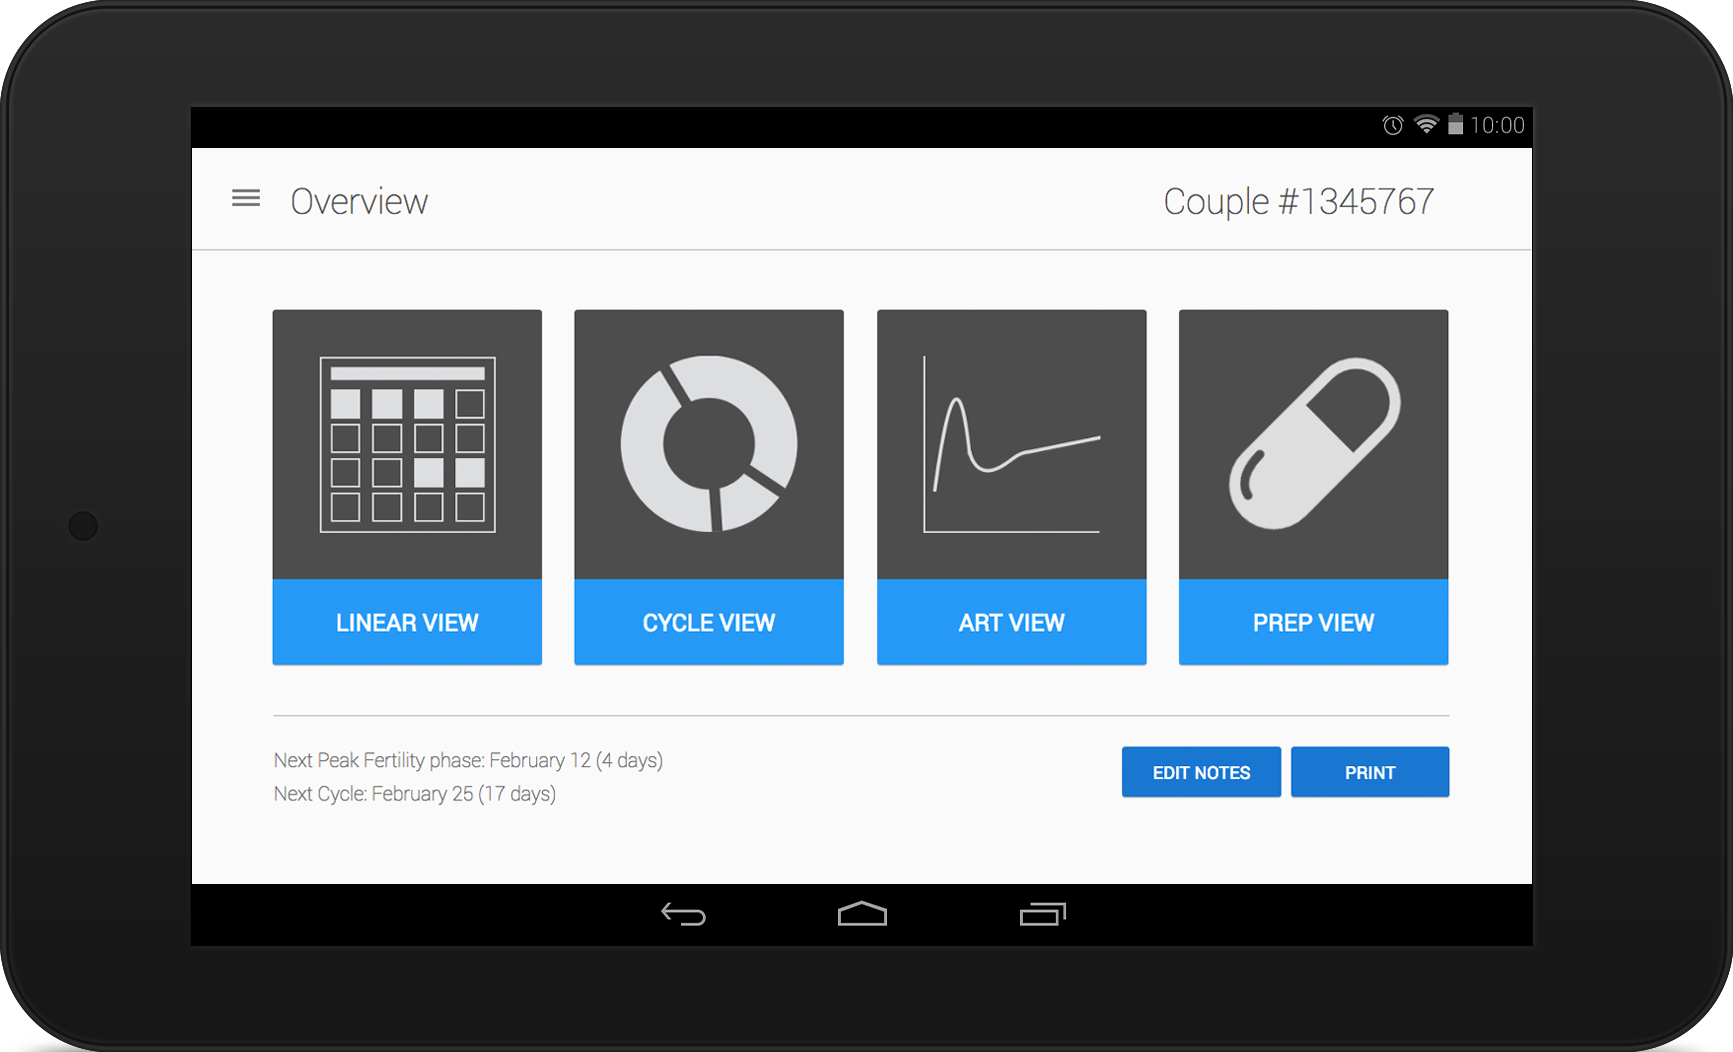 10:00
Overview
Couple #1345767
LINEAR VIEW
CYCLE VIEW
ART VIEW
PREP VIEW
Next Peak Fertility phase: February 12 (4 days)
Next Cycle: February 25 (17 days)
EDIT NOTES
PRINT